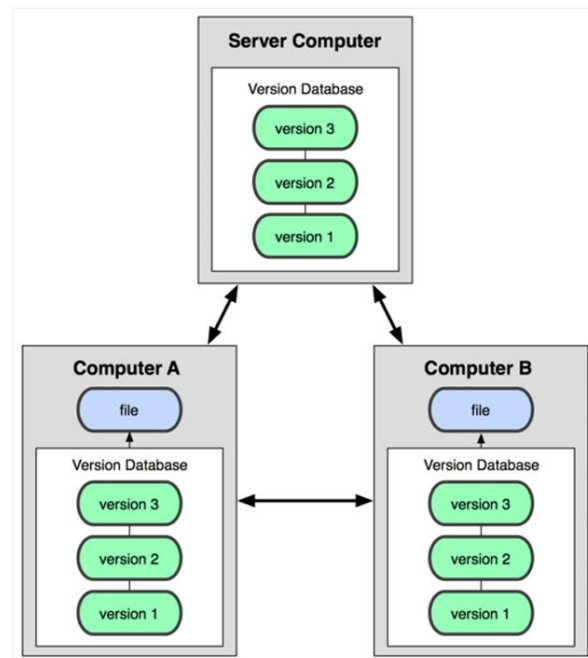 Server Computer
Version Database
version 3
version 2
version 1
Computer A
file
Version Database
version 3
version 2
version 1
Computer B
file
Version Database
version 3
version 2
version 1